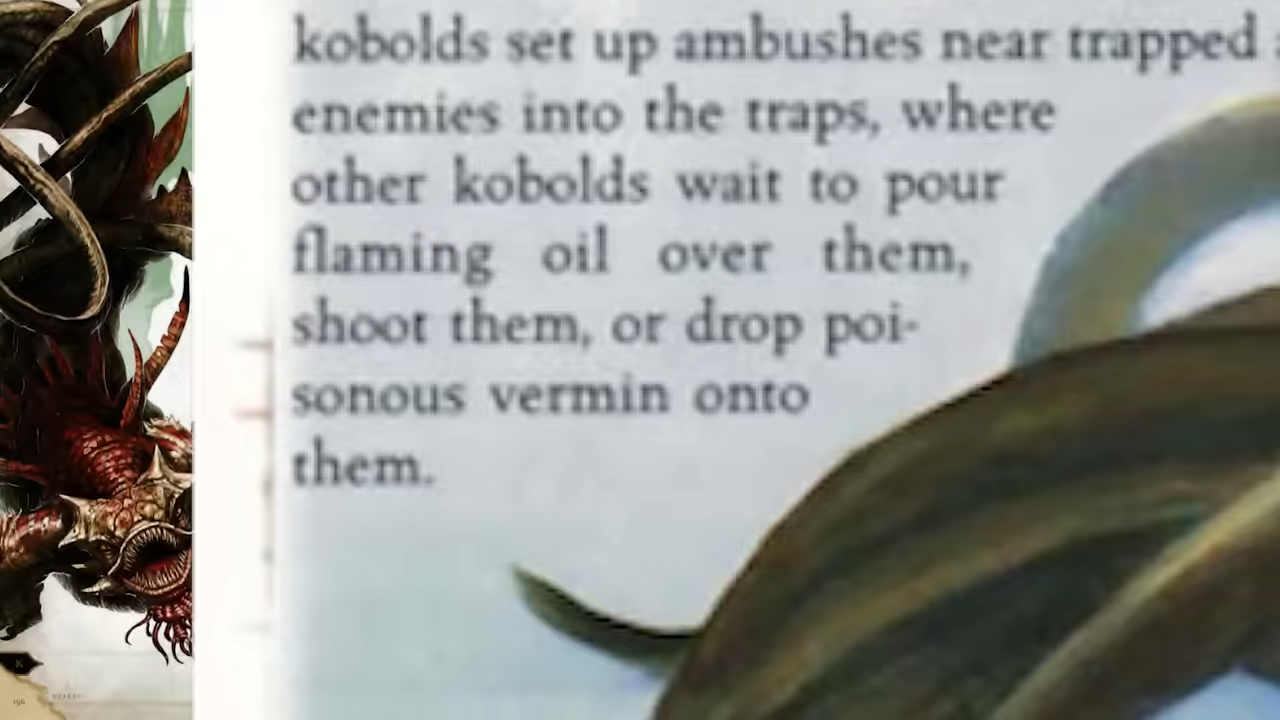 kobolds set up ambushes near trapped
enemies into the traps, where
other kobolds wait to pour
flaming oil over them,
shoot them, or drop poi-
sonous vermin onto
them.
K
196